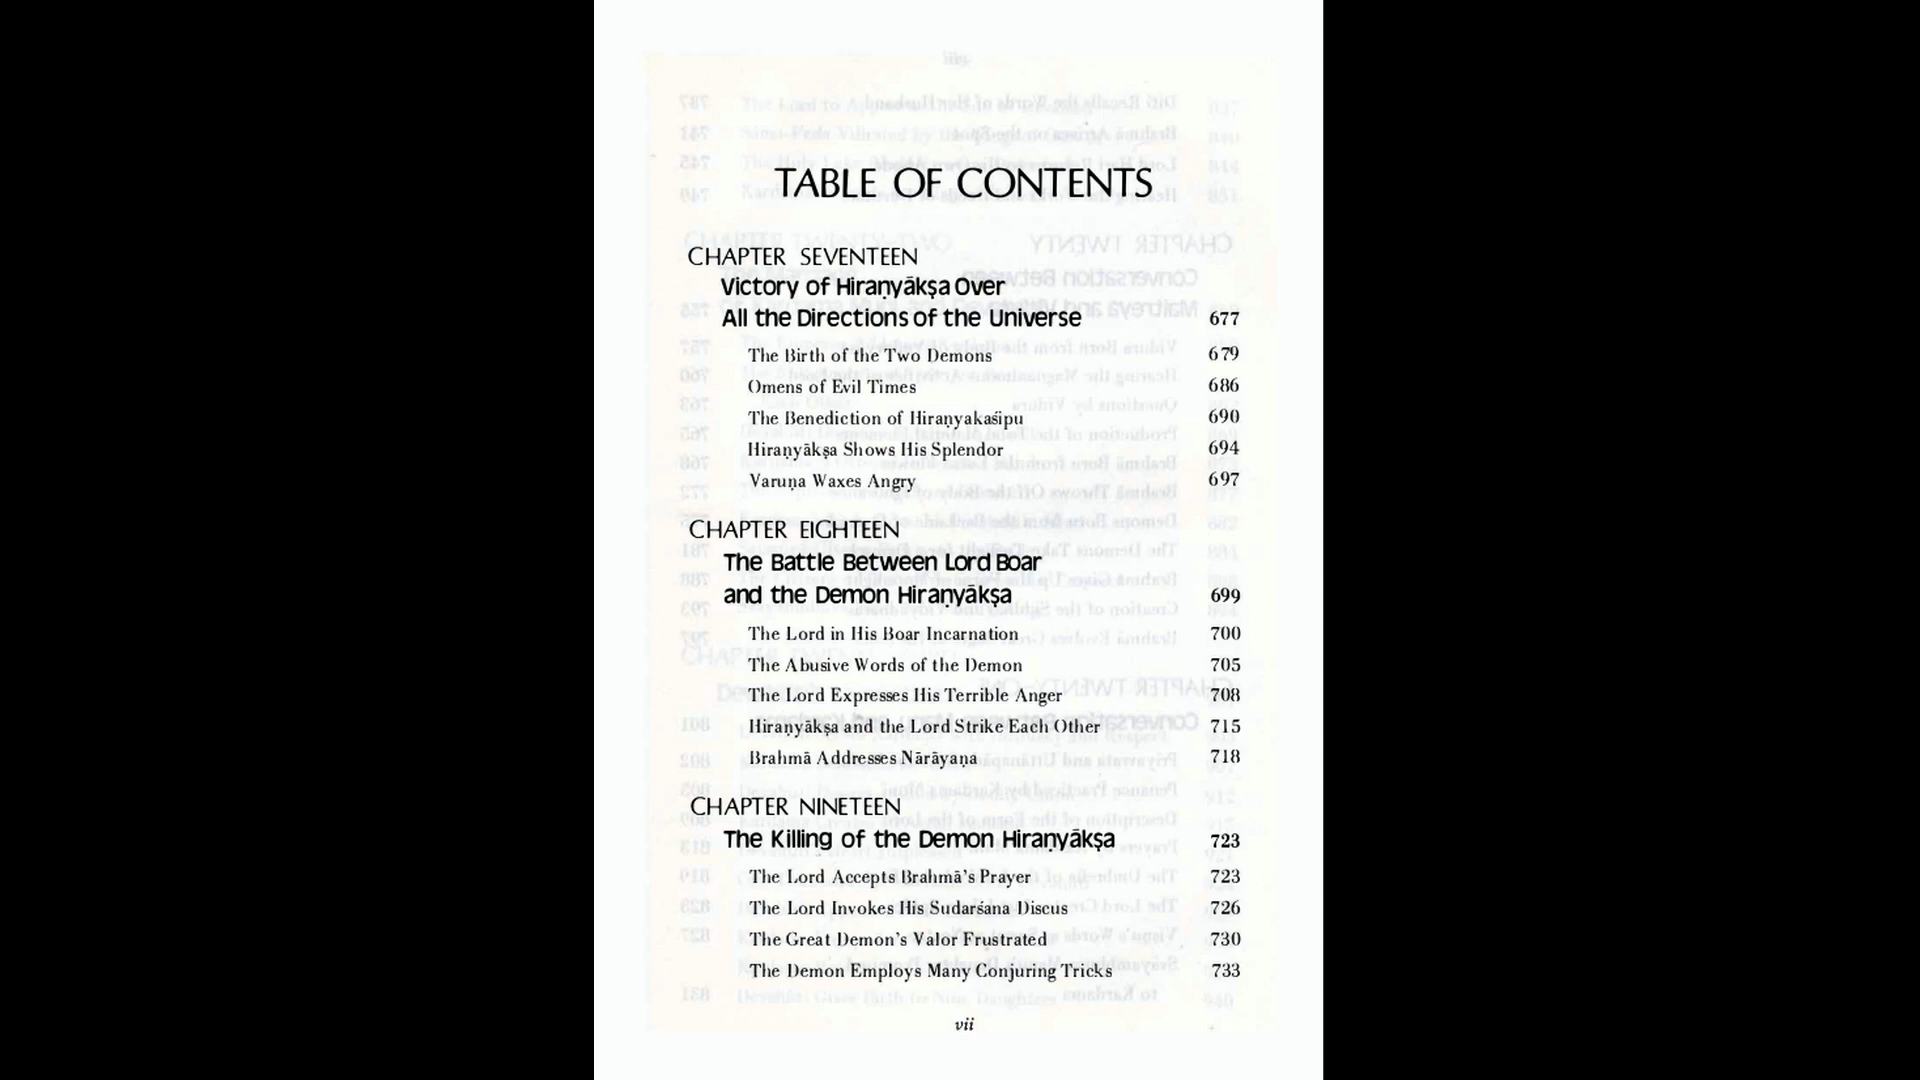 TABLE OF CONTENTS
CHAPTER SEVENTEEN
Victory of Hiraṇyākṣa Over
All the Directions of the Universe 677
The Birth of the Two Demons 679
Omens of Evil Times 686
The Benediction of Hiraṇyakaśipu 690
Hiraṇyākṣa Shows His Splendor 694
Varuṇa Waxes Angry 697
CHAPTER EIGHTEEN
The Battle Between Lord Boar
and the Demon Hiraṇyākṣa 699
The Lord in His Boar Incarnation 700
The Abusive Words of the Demon 705
The Lord Expresses His Terrible Anger 708
Hiraṇyākṣa and the Lord Strike Each Other 715
Brahmā Addresses Nārāyaṇa 718
CHAPTER NINETEEN
The Killing of the Demon Hiraṇyākṣa 723
The Lord Accepts Brahmā's Prayer 723
The Lord Invokes His Sudarśana Discus 726
The Great Demon's Valor Frustrated 730
The Demon Employs Many Conjuring Tricks 733
vii